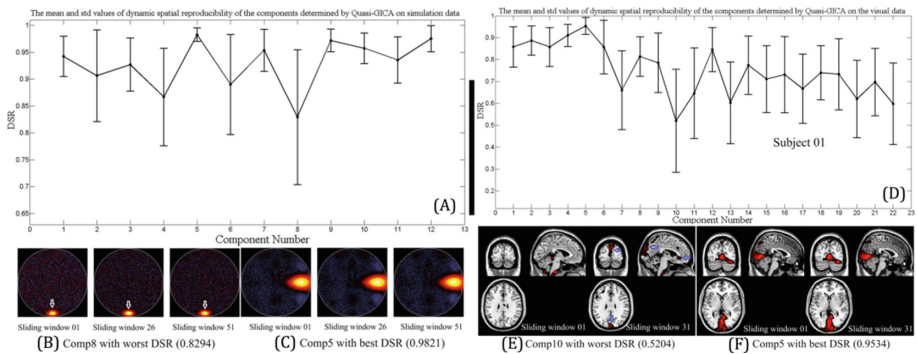 The mean and std values of dynamic spatial reproducibility of the components determined by Quasi-GICA on simulation data
1
0.95
0.9
0.85
0.8
0.75
0.7
0.65
DSR
(A)
0 1 2 3 4 5 6 7 8 9 10 11 12 13
Component Number
Sliding window 01 Sliding window 26 Sliding window 51 Sliding window 01 Sliding window 26 Sliding window 51
(B) Comp8 with worst DSR (0.8294) (C) Comp5 with best DSR (0.9821)
The mean and std values of dynamic spatial reproducibility of the components determined by Quasi-GICA on the visual data
1
0.9
0.8
0.7
0.6
0.5
0.4
0.3
0.2
DSR
Subject 01
(D)
0 1 2 3 4 5 6 7 8 9 10 11 12 13 14 15 16 17 18 19 20 21 22 23
Component Number
Sliding window 01 Sliding window 31 Sliding window 01 Sliding window 31
(E) Comp10 with worst DSR (0.5204) (F) Comp5 with best DSR (0.9534)